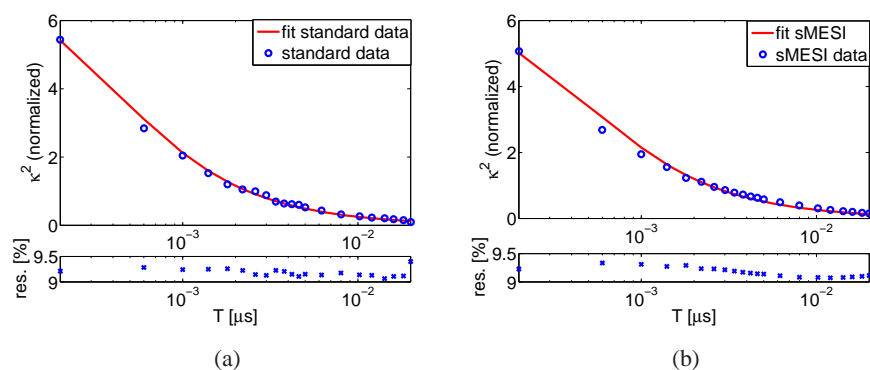 6
4
2
0
κ² (normalized)
fit standard data
standard data
10⁻³
10⁻²
9.5
9
res. [%]
10⁻³
10⁻²
T [μs]
(a)
6
4
2
0
κ² (normalized)
fit sMESI
sMESI data
10⁻³
10⁻²
9.5
9
res. [%]
10⁻³
10⁻²
T [μs]
(b)